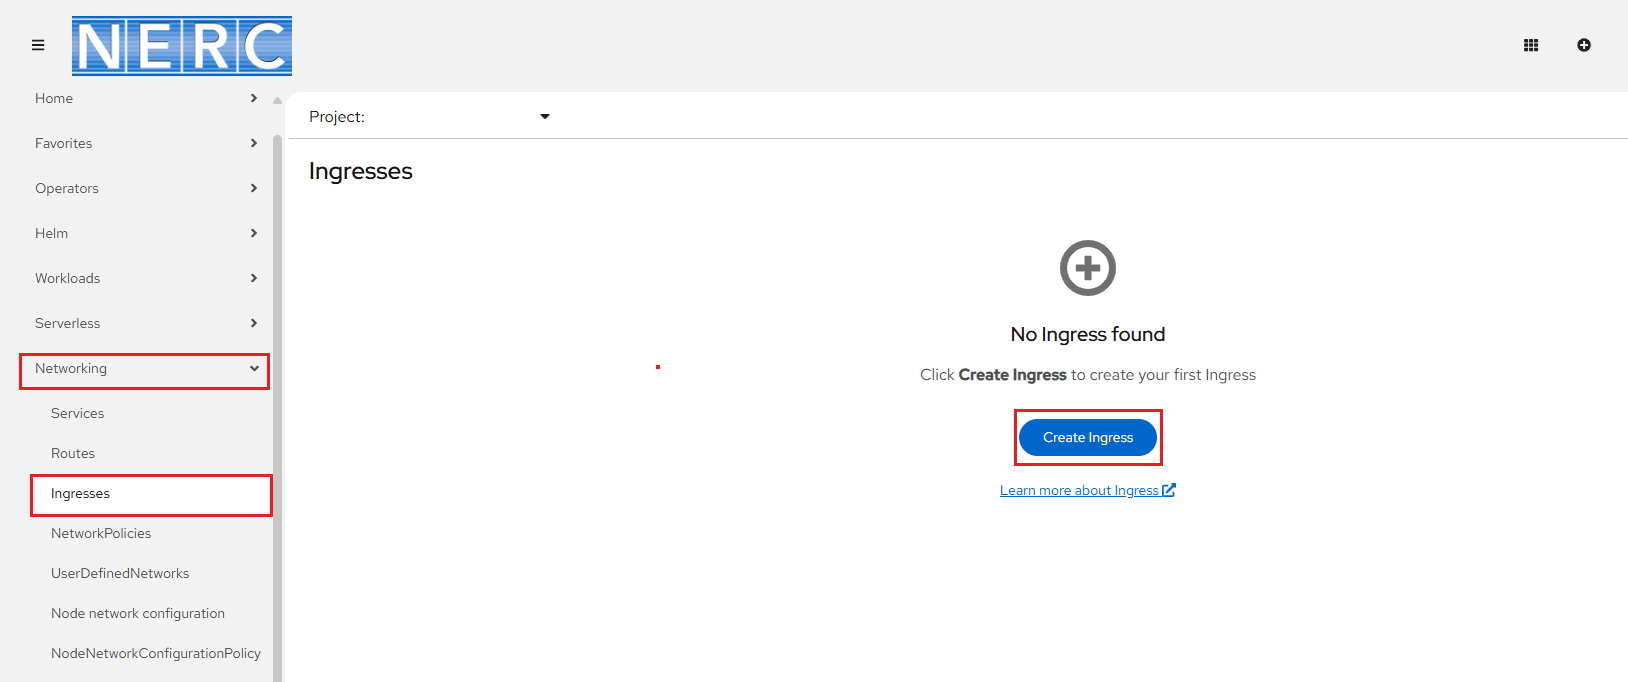 NERC
Home
Favorites
Operators
Helm
Workloads
Serverless
Networking
Services
Routes
Ingresses
NetworkPolicies
UserDefinedNetworks
Node network configuration
NodeNetworkConfigurationPolicy
Project:
Ingresses
No Ingress found
Click Create Ingress to create your first Ingress
Create Ingress
Learn more about Ingress